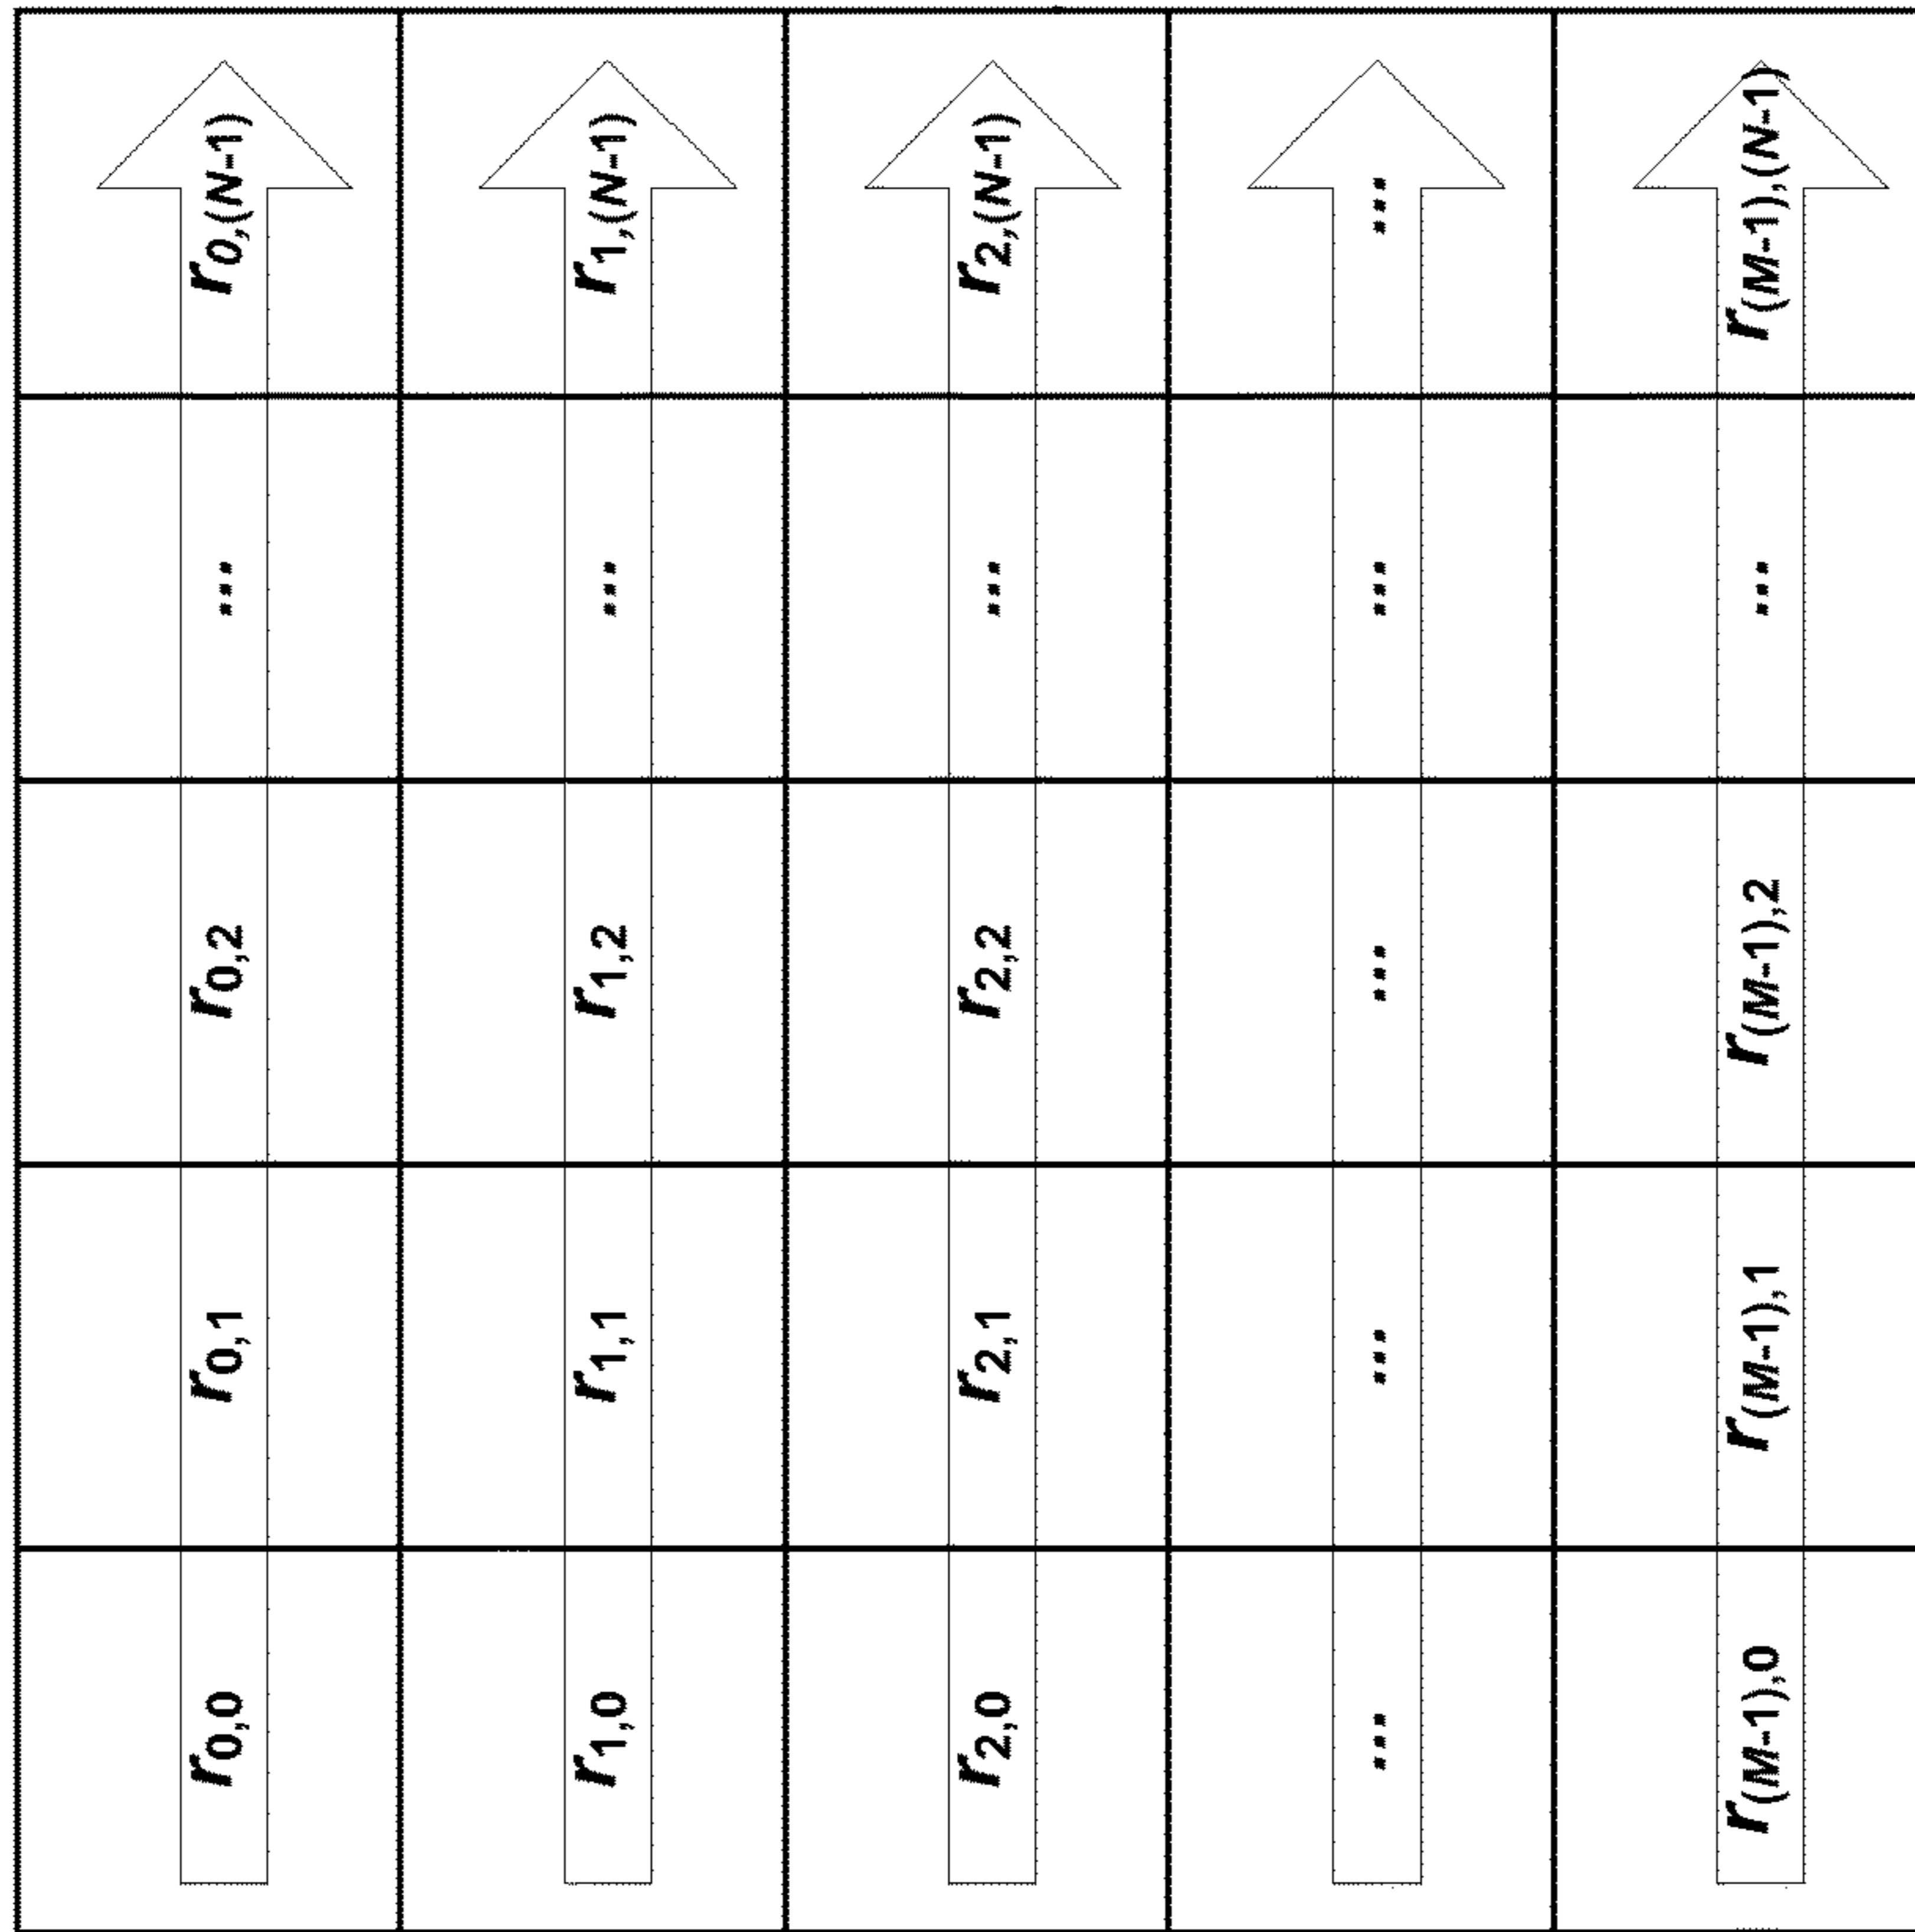 r0,0 r0,1 r0,2 ... r0,(N-1)
r1,0 r1,1 r1,2 ... r1,(N-1)
r2,0 r2,1 r2,2 ... r2,(N-1)
... ... ... ... ...
r(M-1),0 r(M-1),1 r(M-1),2 ... r(M-1),(N-1)